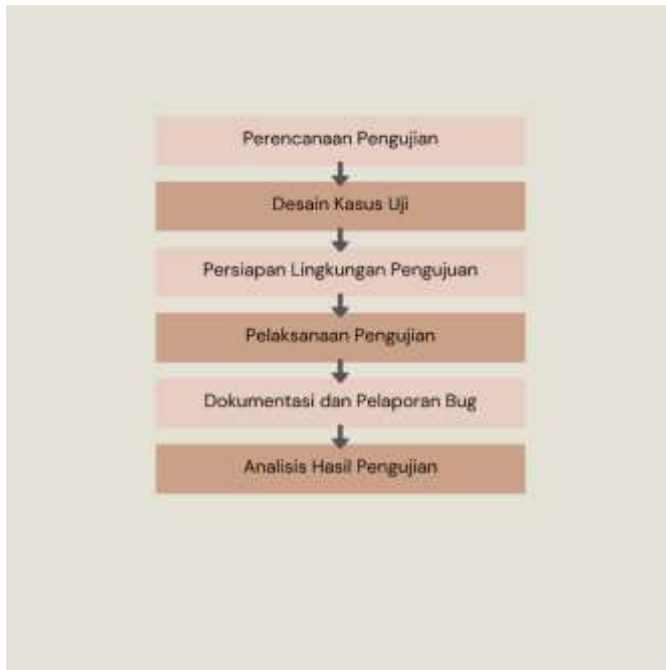 Perencanaan Pengujian
Desain Kasus Uji
Persiapan Lingkungan Pengujuan
Pelaksanaan Pengujian
Dokumentasi dan Pelaporan Bug
Analisis Hasil Pengujian